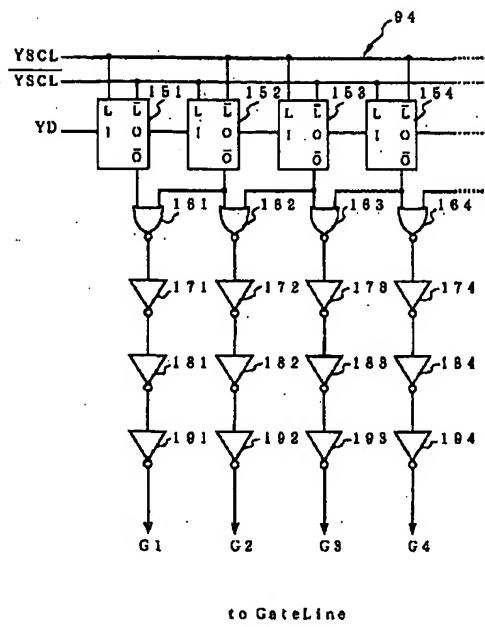 94
YSCL
Y̅S̅C̅L̅
151 152 153 154
L L̅ L L̅ L L̅ L L̅
YD
I O I O I O I O
O̅ O̅ O̅ O̅
161 162 163 164
171 172 173 174
181 182 183 184
191 192 193 194
G1 G2 G3 G4
to GateLine